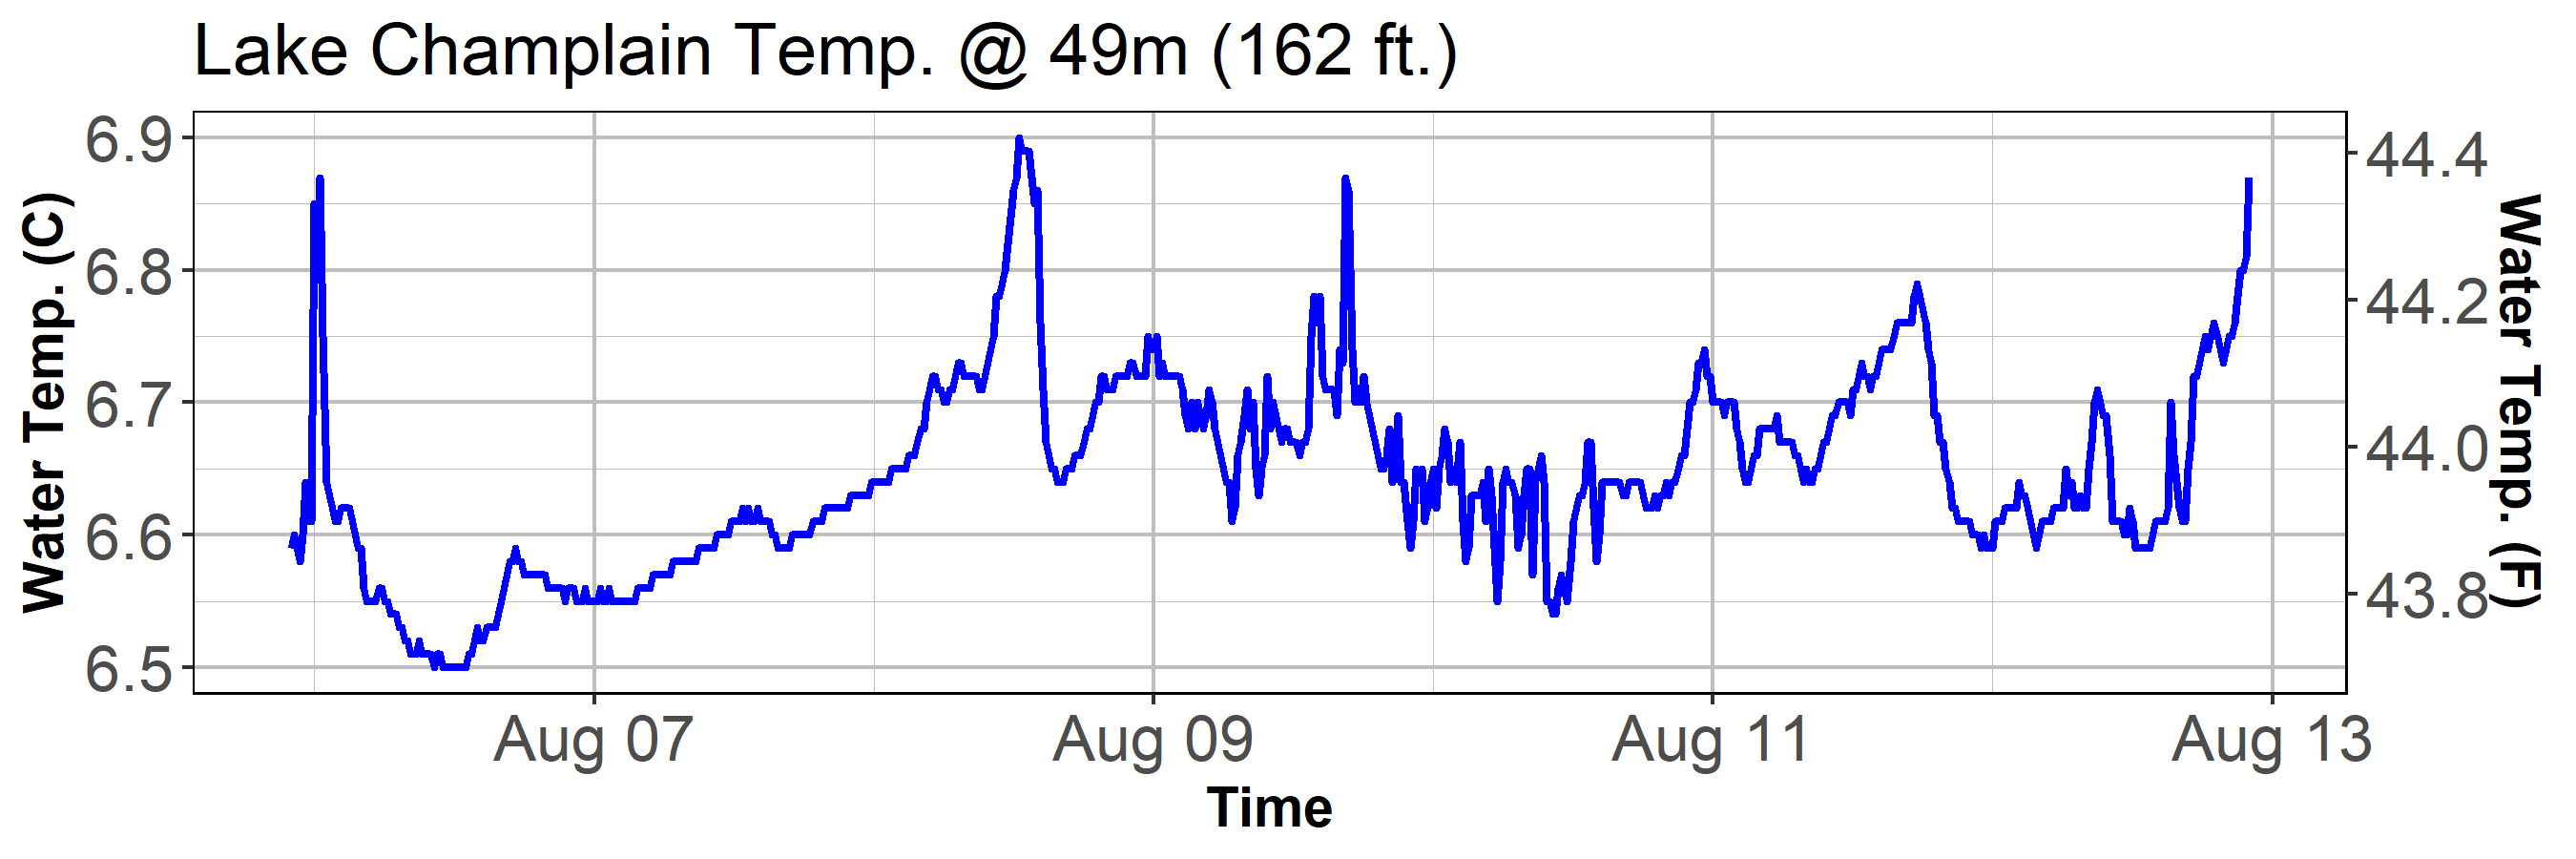 Lake Champlain Temp. @ 49m (162 ft.)
Water Temp. (C)
6.9
6.8
6.7
6.6
6.5
44.4
44.2
44.0
43.8
Water Temp. (F)
Aug 07
Aug 09
Aug 11
Aug 13
Time